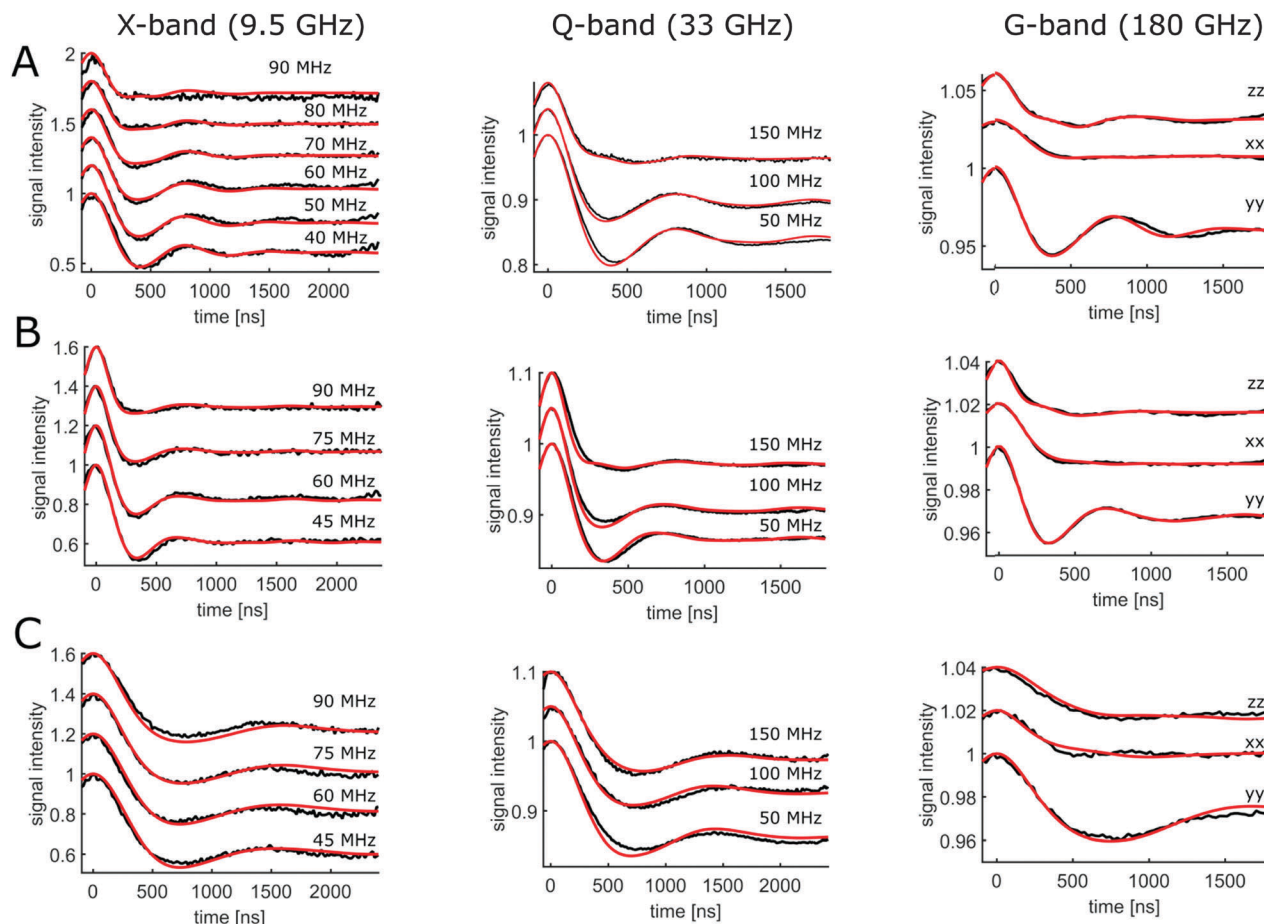 X-band (9.5 GHz)
Q-band (33 GHz)
G-band (180 GHz)
A
signal intensity
2
1.5
1
0.5
90 MHz
80 MHz
70 MHz
60 MHz
50 MHz
40 MHz
0 500 1000 1500 2000
time [ns]
signal intensity
1
0.9
0.8
150 MHz
100 MHz
50 MHz
0 500 1000 1500
time [ns]
signal intensity
1.05
1
0.95
zz
xx
yy
0 500 1000 1500
time [ns]
B
signal intensity
1.6
1.4
1.2
1
0.8
0.6
90 MHz
75 MHz
60 MHz
45 MHz
0 500 1000 1500 2000
time [ns]
signal intensity
1.1
1
0.9
150 MHz
100 MHz
50 MHz
0 500 1000 1500
time [ns]
signal intensity
1.04
1.02
1
0.98
0.96
zz
xx
yy
0 500 1000 1500
time [ns]
C
signal intensity
1.6
1.4
1.2
1
0.8
0.6
90 MHz
75 MHz
60 MHz
45 MHz
0 500 1000 1500 2000
time [ns]
signal intensity
1.1
1
0.9
150 MHz
100 MHz
50 MHz
0 500 1000 1500 2000
time [ns]
signal intensity
1.04
1.02
1
0.98
0.96
zz
xx
yy
0 500 1000 1500
time [ns]